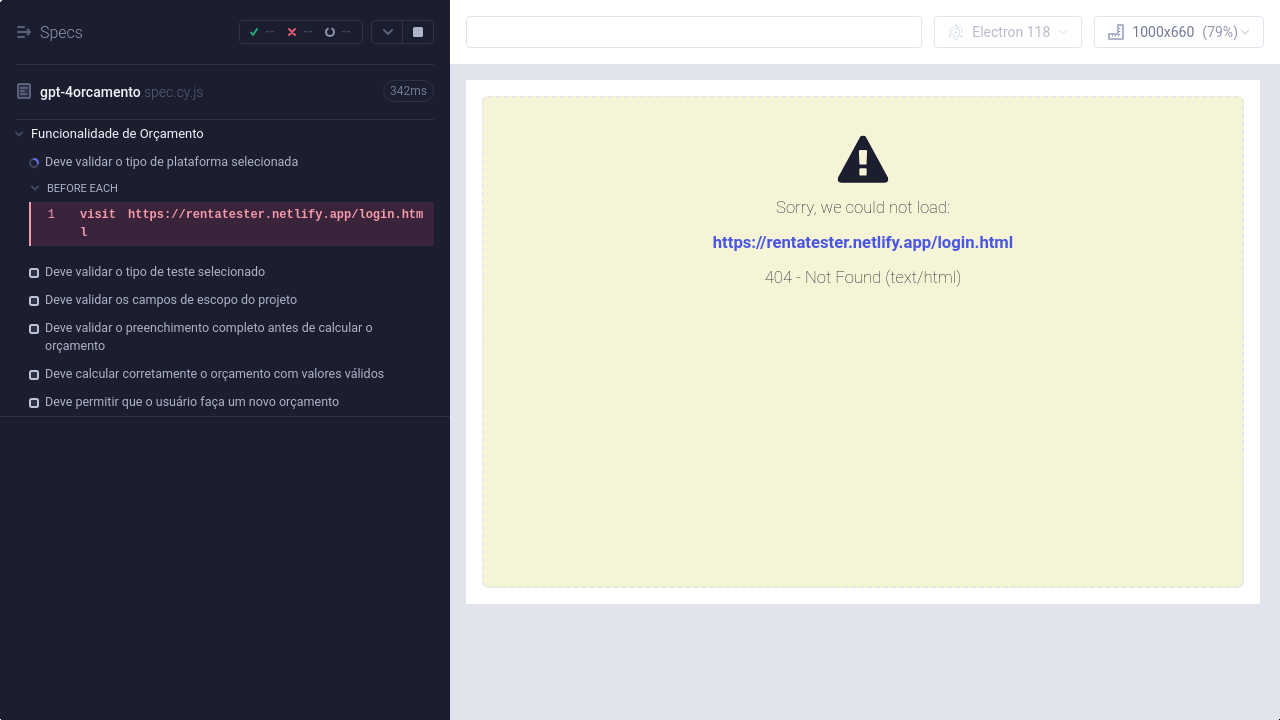 Specs
--
--
--
gpt-4orcamento.spec.cy.js
342ms
Funcionalidade de Orçamento
Deve validar o tipo de plataforma selecionada
BEFORE EACH
1 visit https://rentatester.netlify.app/login.htm
l
Deve validar o tipo de teste selecionado
Deve validar os campos de escopo do projeto
Deve validar o preenchimento completo antes de calcular o
orçamento
Deve calcular corretamente o orçamento com valores válidos
Deve permitir que o usuário faça um novo orçamento
Electron 118
1000x660 (79%)
Sorry, we could not load:
https://rentatester.netlify.app/login.html
404 - Not Found (text/html)